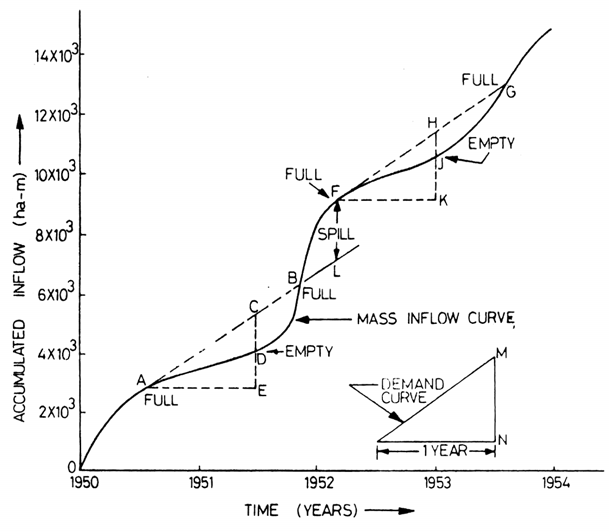 14X10³
12X10³
10X10³
8X10³
6X10³
4X10³
2X10³
0
ACCUMULATED INFLOW (ha-m)
FULL
G
H
EMPTY
J
FULL
F
K
SPILL
L
B
FULL
C
MASS INFLOW CURVE
D
EMPTY
A
FULL
E
M
DEMAND
CURVE
N
1 YEAR
1950
1951
1952
1953
1954
TIME (YEARS)